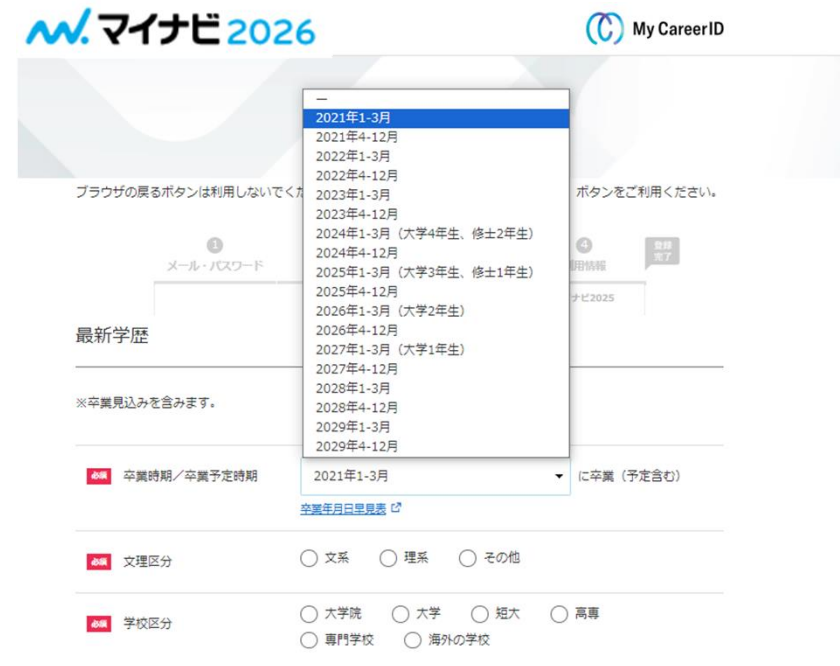 マイナビ2026
My CareerID
—
2021年1-3月
2021年4-12月
2022年1-3月
2022年4-12月
2023年1-3月
2023年4-12月
2024年1-3月（大学4年生、修士2年生）
2024年4-12月
2025年1-3月（大学3年生、修士1年生）
2025年4-12月
2026年1-3月（大学2年生）
2026年4-12月
2027年1-3月（大学1年生）
2027年4-12月
2028年1-3月
2028年4-12月
2029年1-3月
2029年4-12月
ブラウザの戻るボタンは利用しないでくだ ボタンをご利用ください。
1 4 登録
完了
メール・パスワード 用情報
ナビ2025
最新学歴
※卒業見込みを含みます。
必須 卒業時期／卒業予定時期 2021年1-3月 に卒業（予定含む）
卒業年月日早見表
必須 文理区分 文系 理系 その他
必須 学校区分 大学院 大学 短大 高専
専門学校 海外の学校